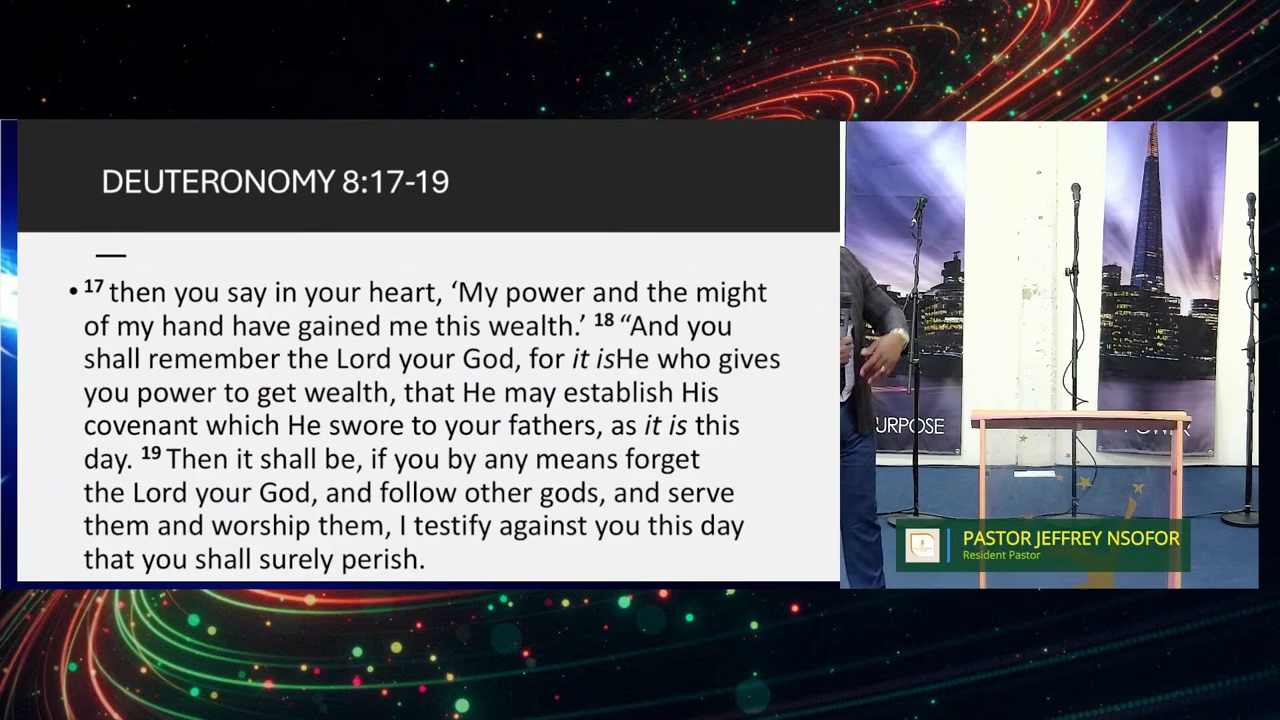 DEUTERONOMY 8:17-19
• 17 then you say in your heart, ‘My power and the might
of my hand have gained me this wealth.’ 18 “And you
shall remember the Lord your God, for it isHe who gives
you power to get wealth, that He may establish His
covenant which He swore to your fathers, as it is this
day. 19 Then it shall be, if you by any means forget
the Lord your God, and follow other gods, and serve
them and worship them, I testify against you this day
that you shall surely perish.
URPOSE
POWER
PASTOR JEFFREY NSOFOR
Resident Pastor